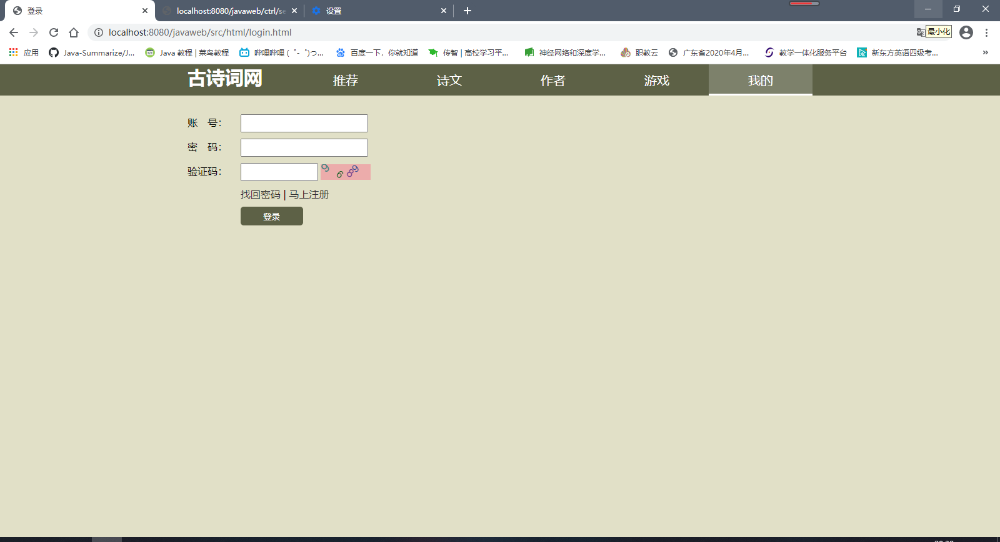 登录
localhost:8080/javaweb/ctrl/se
设置
localhost:8080/javaweb/src/html/login.html
最小化
应用
Java-Summarize/J...
Java 教程 | 菜鸟教程
哔哩哔哩 ( ゜- ゜)つ...
百度一下，你就知道
传智 | 高校学习平...
神经网络和深度学...
职教云
广东省2020年4月...
教学一体化服务平台
新东方英语四级考...
»
古诗词网 推荐 诗文 作者 游戏 我的
账 号：
密 码：
验证码：
找回密码 | 马上注册
登录